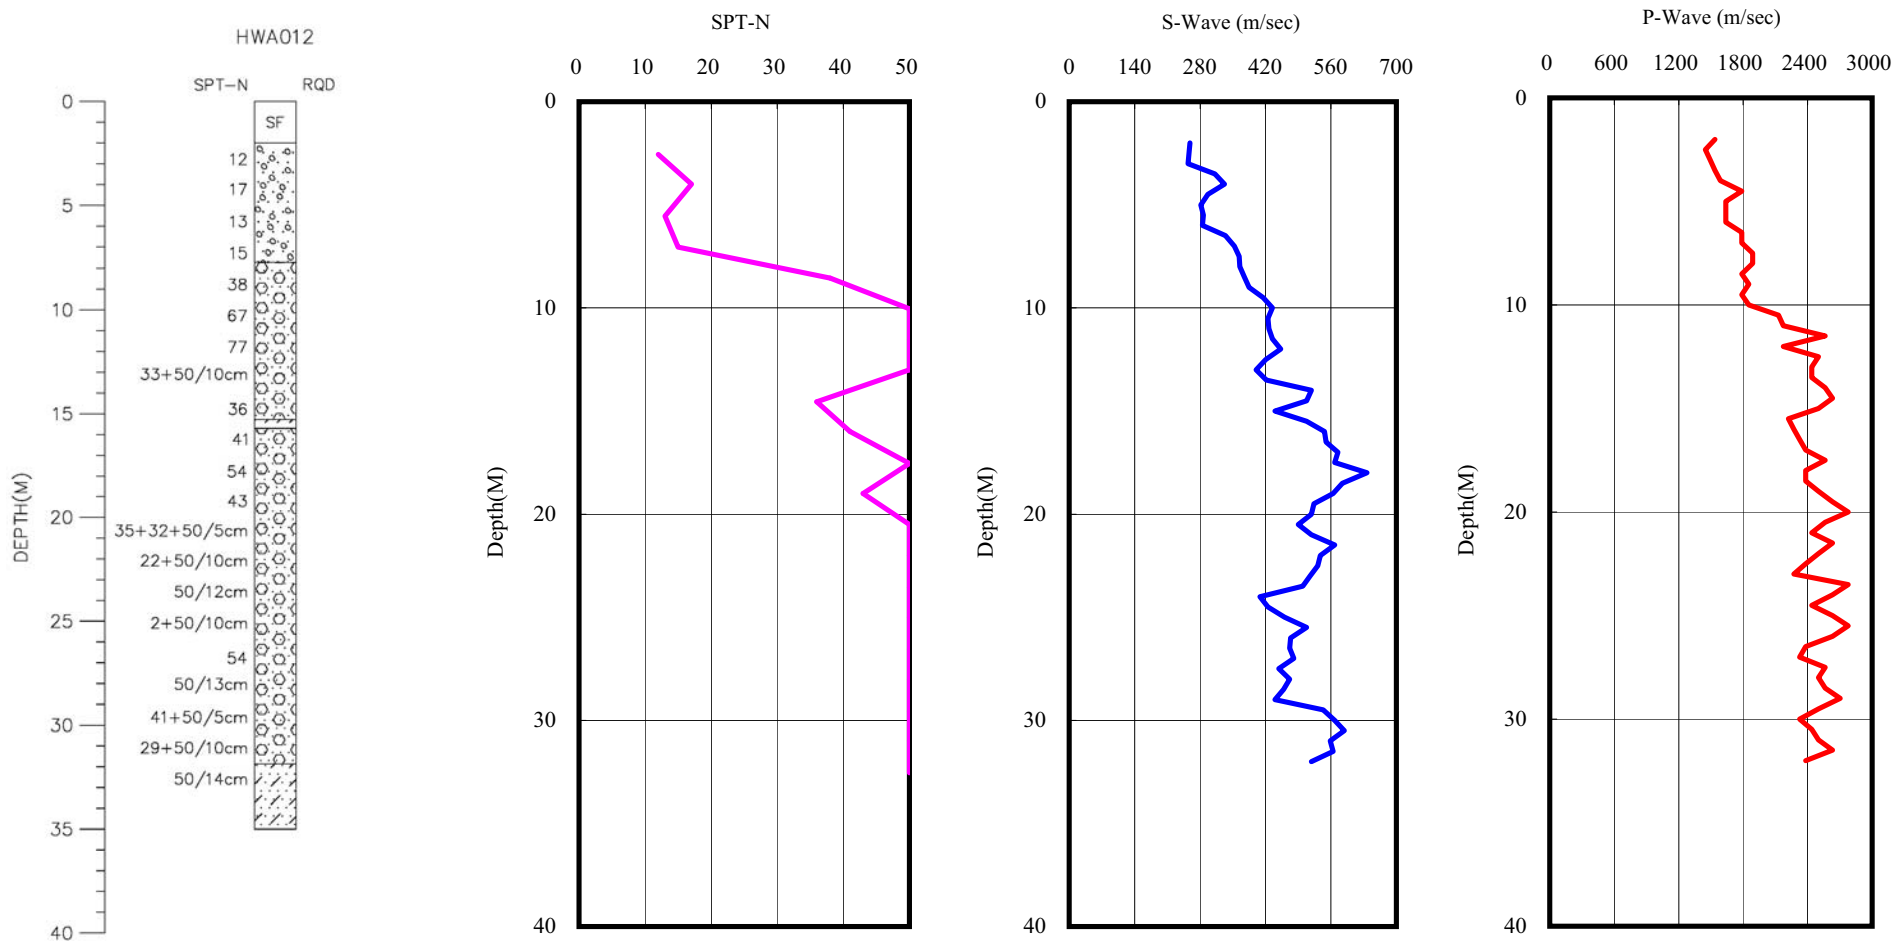 HWA012
SPT-N RQD
0
SF
12
17
5
13
15
38
10
67
77
33+50/10cm
36
15
41
54
43
20
35+32+50/5cm
22+50/10cm
50/12cm
25
2+50/10cm
54
50/13cm
41+50/5cm
30
29+50/10cm
50/14cm
35
40
DEPTH(M)
SPT-N
0 10 20 30 40 50
0
10
20
30
40
Depth(M)
S-Wave (m/sec)
0 140 280 420 560 700
0
10
20
30
40
Depth(M)
P-Wave (m/sec)
0 600 1200 1800 2400 3000
0
10
20
30
40
Depth(M)